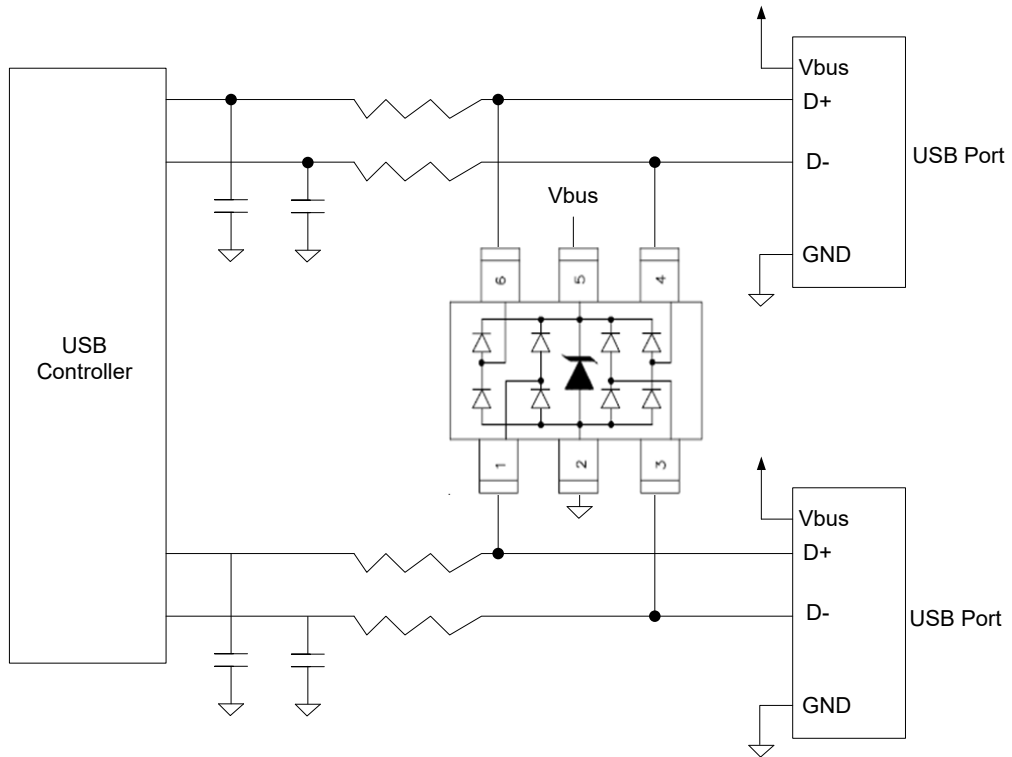 Vbus
D+
D-
USB Port
GND
Vbus
6
5
4
USB
Controller
1
2
3
Vbus
D+
D-
USB Port
GND